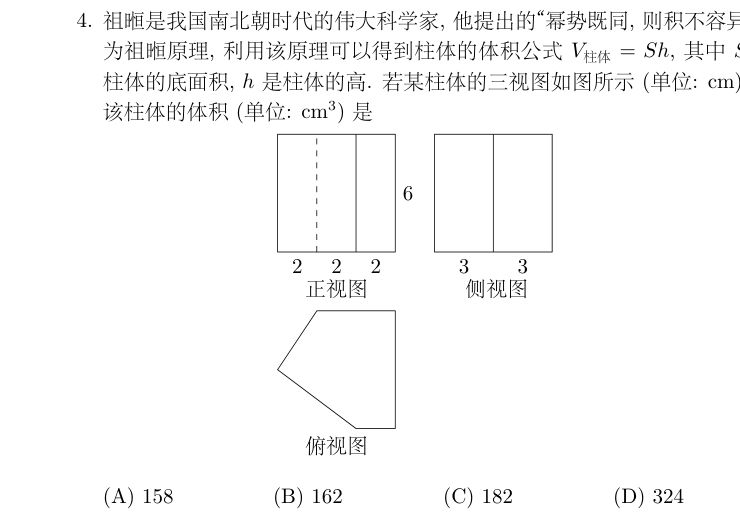 4. 祖暅是我国南北朝时代的伟大科学家, 他提出的“幂势既同, 则积不容异
为祖暅原理, 利用该原理可以得到柱体的体积公式 V柱体 = Sh, 其中 S
柱体的底面积, h 是柱体的高. 若某柱体的三视图如图所示 (单位: cm)
该柱体的体积 (单位: cm³) 是
6
2 2 2 3 3
正视图 侧视图
俯视图
(A) 158 (B) 162 (C) 182 (D) 324